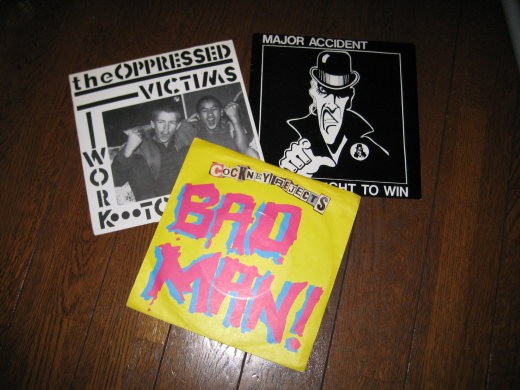 the OPPRESSED
VICTIMS
WORK
MAJOR ACCIDENT
GHT TO WIN
COCKNEY REJECTS
BAD
MAN!